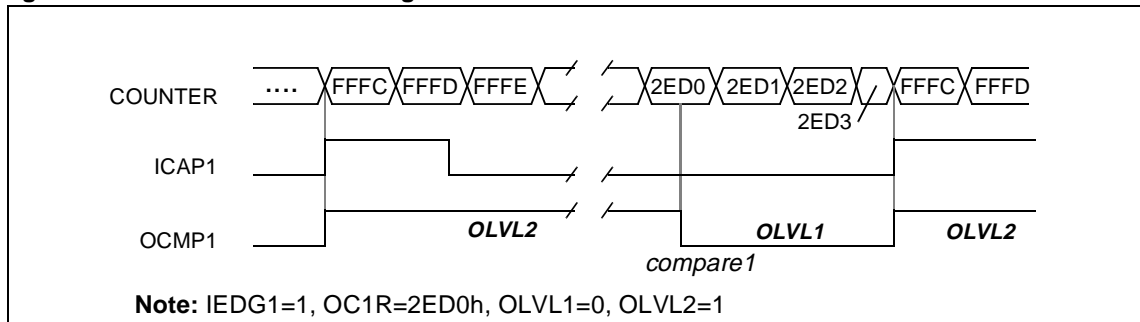 COUNTER .... FFFC FFFD FFFE 2ED0 2ED1 2ED2 FFFC FFFD
2ED3
ICAP1
OCMP1 OLVL2 OLVL1 OLVL2
compare1
Note: IEDG1=1, OC1R=2ED0h, OLVL1=0, OLVL2=1